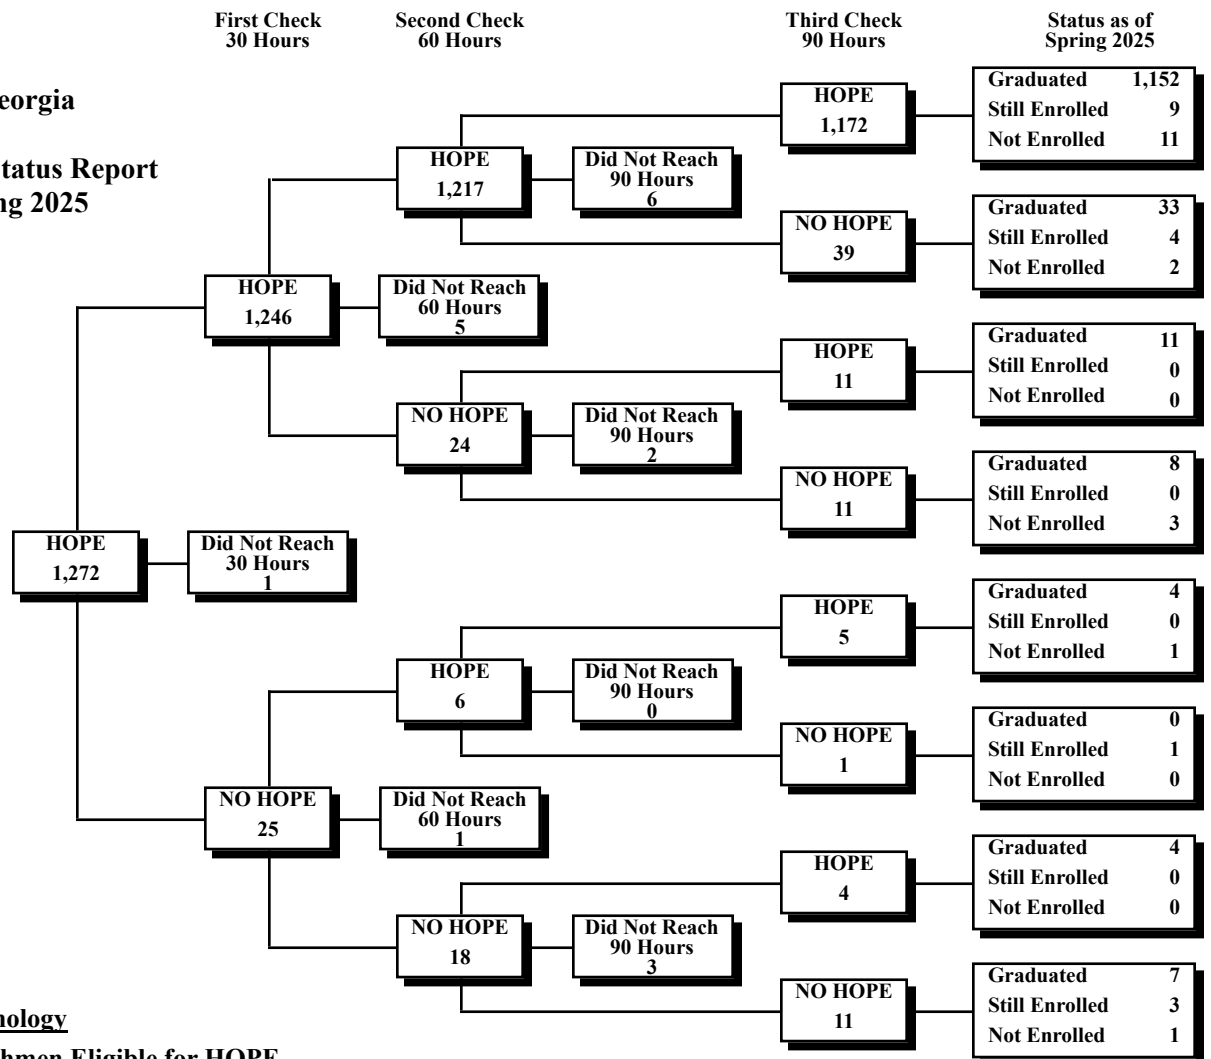 First Check
30 Hours
Second Check
60 Hours
Third Check
90 Hours
Status as of
Spring 2025
eorgia
tatus Report
ng 2025
HOPE
1,272
Did Not Reach
30 Hours
1
HOPE
1,246
Did Not Reach
60 Hours
5
HOPE
1,217
Did Not Reach
90 Hours
6
HOPE
1,172
Graduated 1,152
Still Enrolled 9
Not Enrolled 11
NO HOPE
39
Graduated 33
Still Enrolled 4
Not Enrolled 2
NO HOPE
24
Did Not Reach
90 Hours
2
HOPE
11
Graduated 11
Still Enrolled 0
Not Enrolled 0
NO HOPE
11
Graduated 8
Still Enrolled 0
Not Enrolled 3
NO HOPE
25
Did Not Reach
60 Hours
1
HOPE
6
Did Not Reach
90 Hours
0
HOPE
5
Graduated 4
Still Enrolled 0
Not Enrolled 1
NO HOPE
1
Graduated 0
Still Enrolled 1
Not Enrolled 0
NO HOPE
18
Did Not Reach
90 Hours
3
HOPE
4
Graduated 4
Still Enrolled 0
Not Enrolled 0
NO HOPE
11
Graduated 7
Still Enrolled 3
Not Enrolled 1
nology
hmen Eligible for HOPE